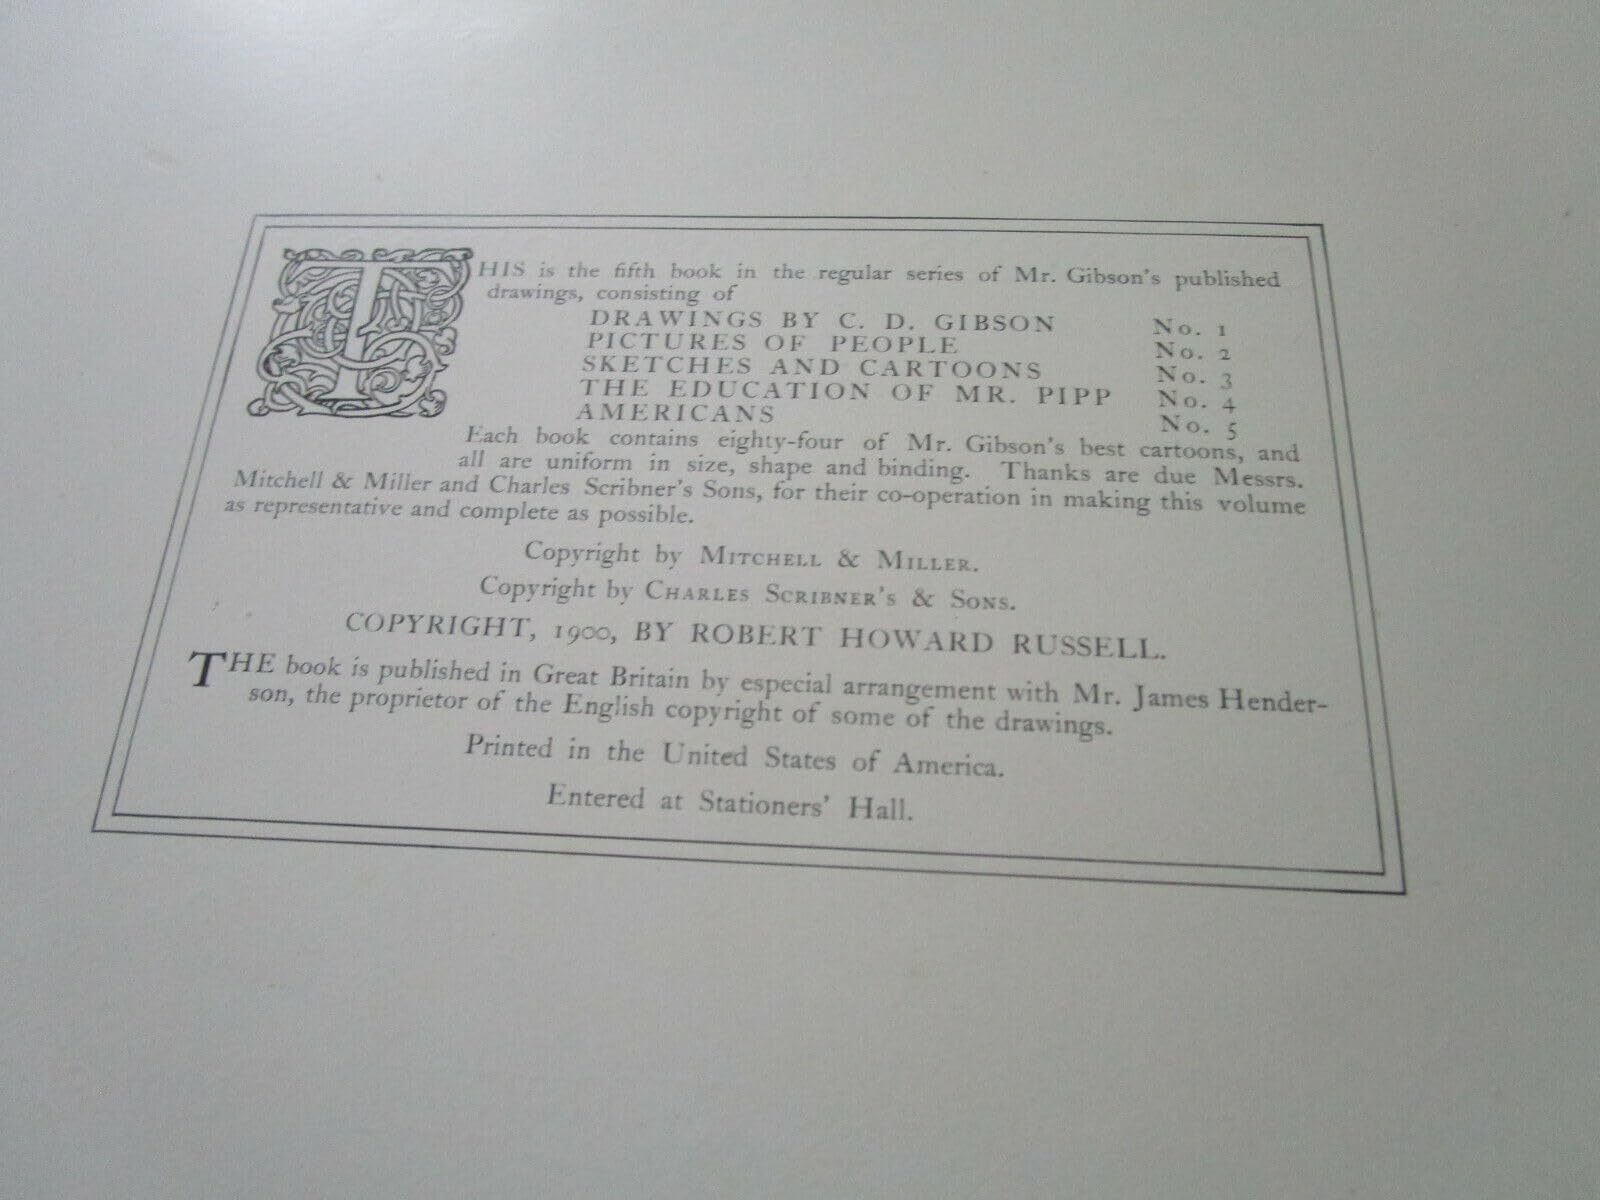 THIS is the fifth book in the regular series of Mr. Gibson's published
drawings, consisting of
DRAWINGS BY C. D. GIBSON No. 1
PICTURES OF PEOPLE No. 2
SKETCHES AND CARTOONS No. 3
THE EDUCATION OF MR. PIPP No. 4
AMERICANS No. 5
Each book contains eighty-four of Mr. Gibson's best cartoons, and
all are uniform in size, shape and binding. Thanks are due Messrs.
Mitchell & Miller and Charles Scribner's Sons, for their co-operation in making this volume
as representative and complete as possible.
Copyright by MITCHELL & MILLER.
Copyright by CHARLES SCRIBNER'S & SONS.
COPYRIGHT, 1900, BY ROBERT HOWARD RUSSELL.
THE book is published in Great Britain by especial arrangement with Mr. James Hender-
son, the proprietor of the English copyright of some of the drawings.
Printed in the United States of America.
Entered at Stationers' Hall.